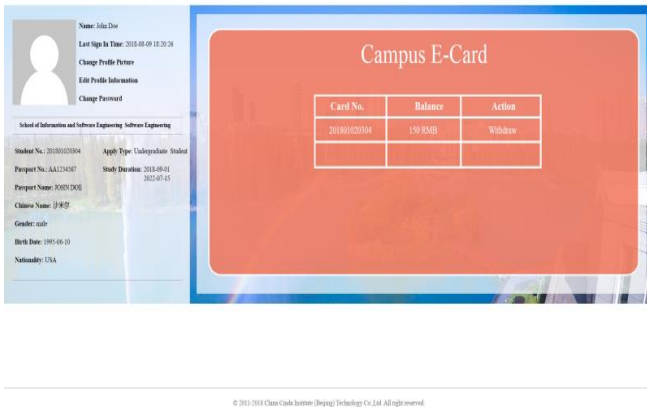 Name: John Doe
Last Sign In Time: 2018-08-09 18:20:26
Change Profile Picture
Edit Profile Information
Change Password
School of Information and Software Engineering Software Engineering
Student No.: 201801020304
Apply Type: Undergraduate Student
Passport No.: AA1234567
Study Duration: 2018-09-01
2022-07-15
Passport Name: JOHN DOE
Chinese Name:
Gender: male
Birth Date: 1995-06-10
Nationality: USA
Campus E-Card
Card No. Balance Action
201801020304 150 RMB Withdraw
© 2011-2018 China Institute (Beijing) Technology Co.,Ltd. All right reserved.